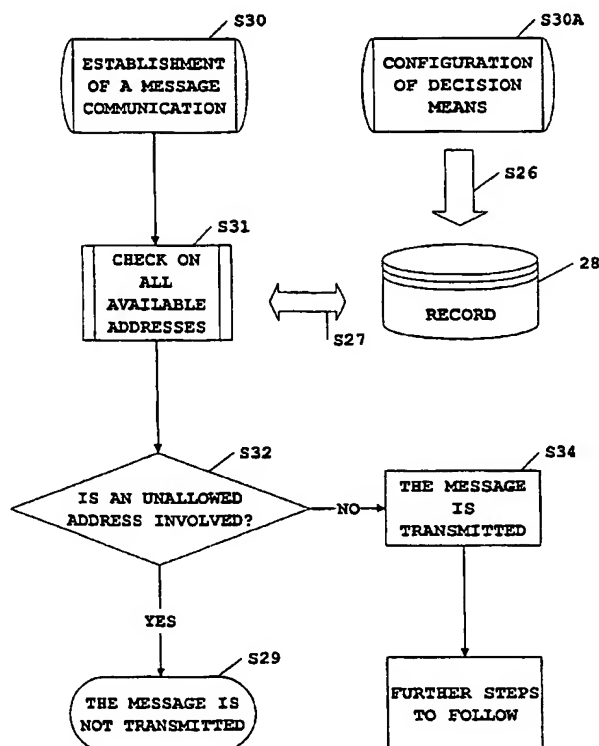 S30
S30A
ESTABLISHMENT
OF A MESSAGE
COMMUNICATION
CONFIGURATION
OF DECISION
MEANS
S26
S31
CHECK ON
ALL
AVAILABLE
ADDRESSES
28
RECORD
S27
S32
S34
IS AN UNALLOWED
ADDRESS INVOLVED?
NO
THE MESSAGE
IS
TRANSMITTED
YES
S29
THE MESSAGE IS
NOT TRANSMITTED
FURTHER STEPS
TO FOLLOW